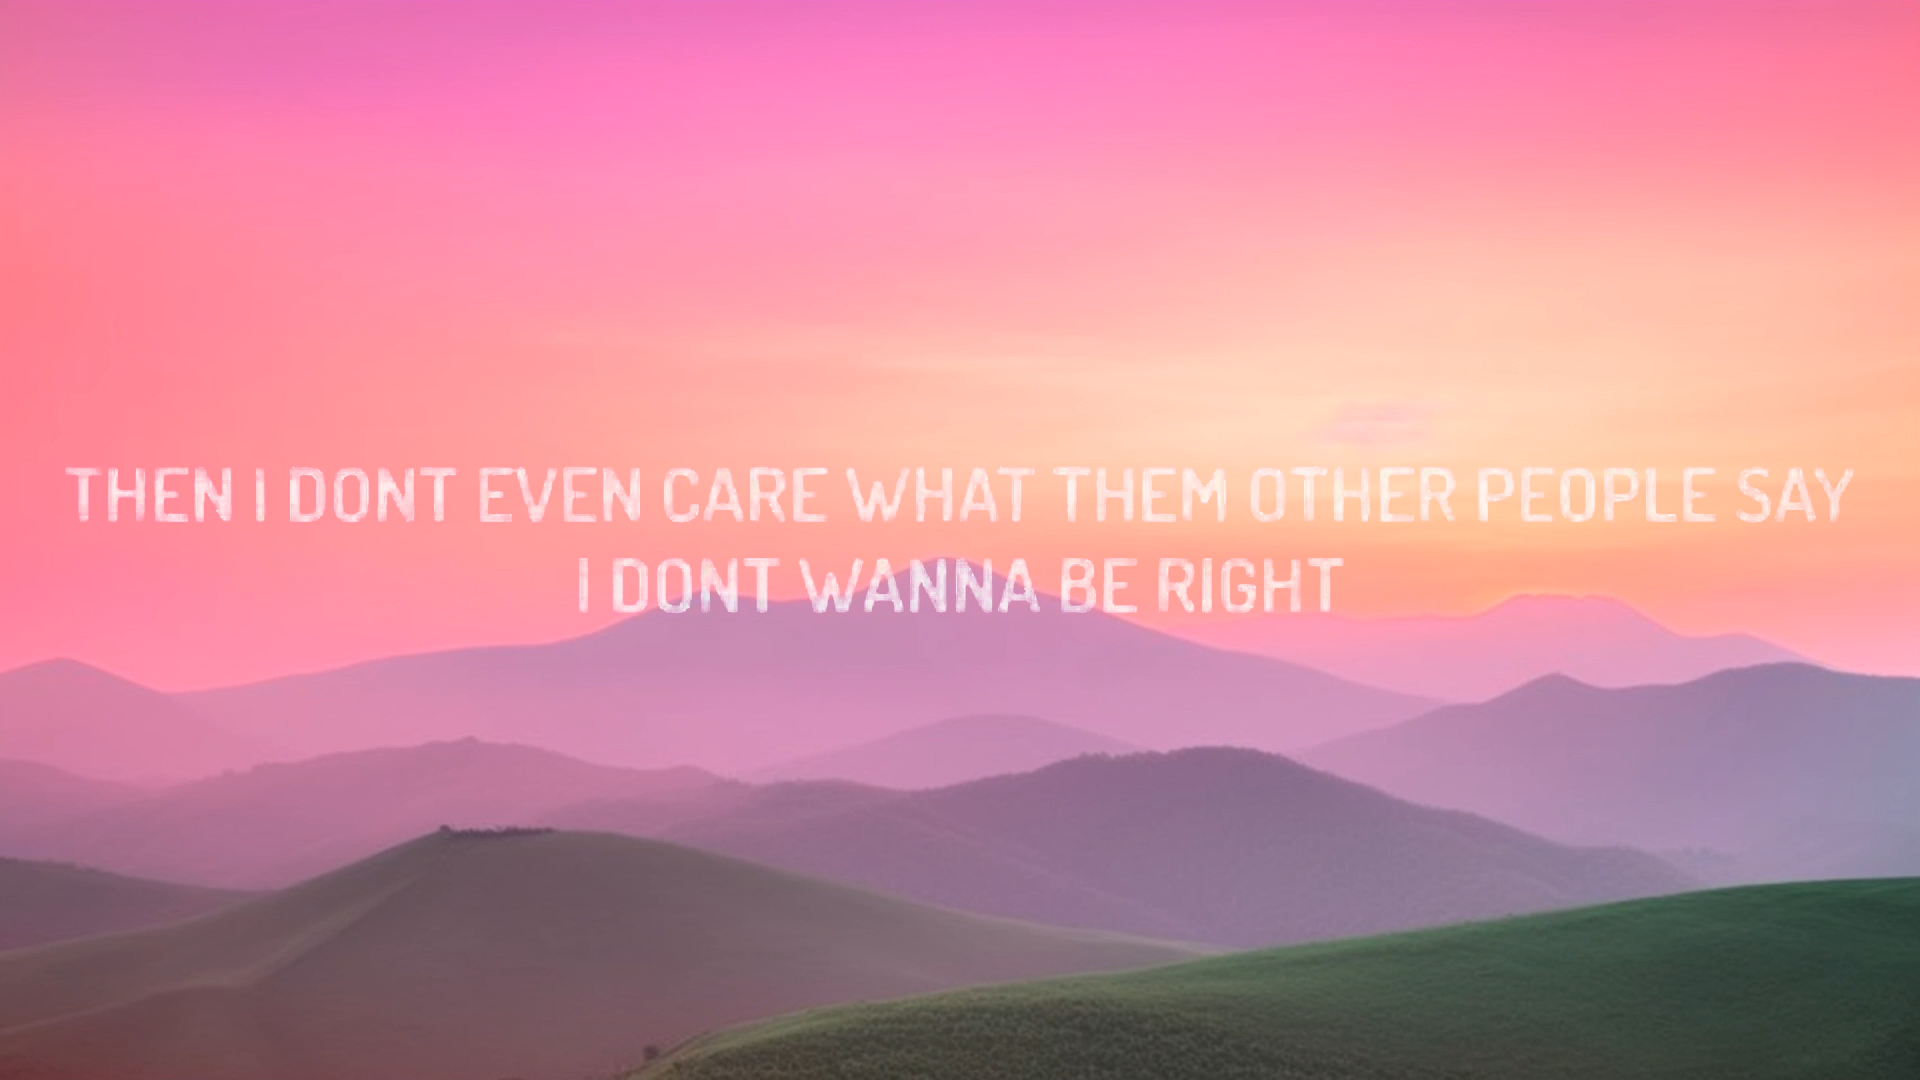 THEN I DONT EVEN CARE WHAT THEM OTHER PEOPLE SAY
I DONT WANNA BE RIGHT